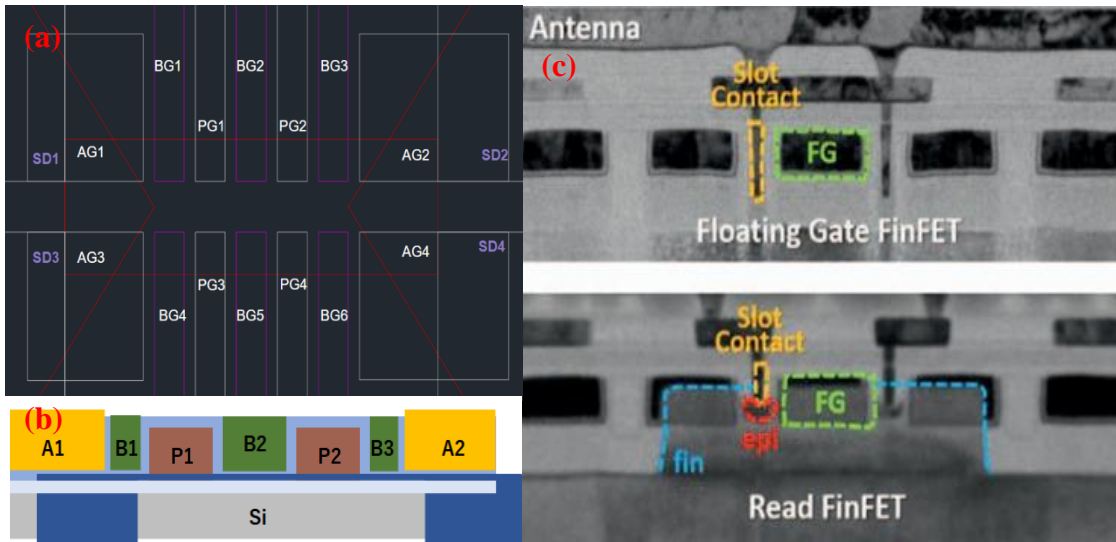 (a)
BG1 BG2 BG3
PG1 PG2
SD1 AG1 AG2 SD2
SD3 AG3 AG4 SD4
PG3 PG4
BG4 BG5 BG6
(b)
A1 B1 P1 B2 P2 B3 A2
Si
(c)
Antenna
Slot
Contact
FG
Floating Gate FinFET
Slot
Contact
FG
epi
fin
Read FinFET